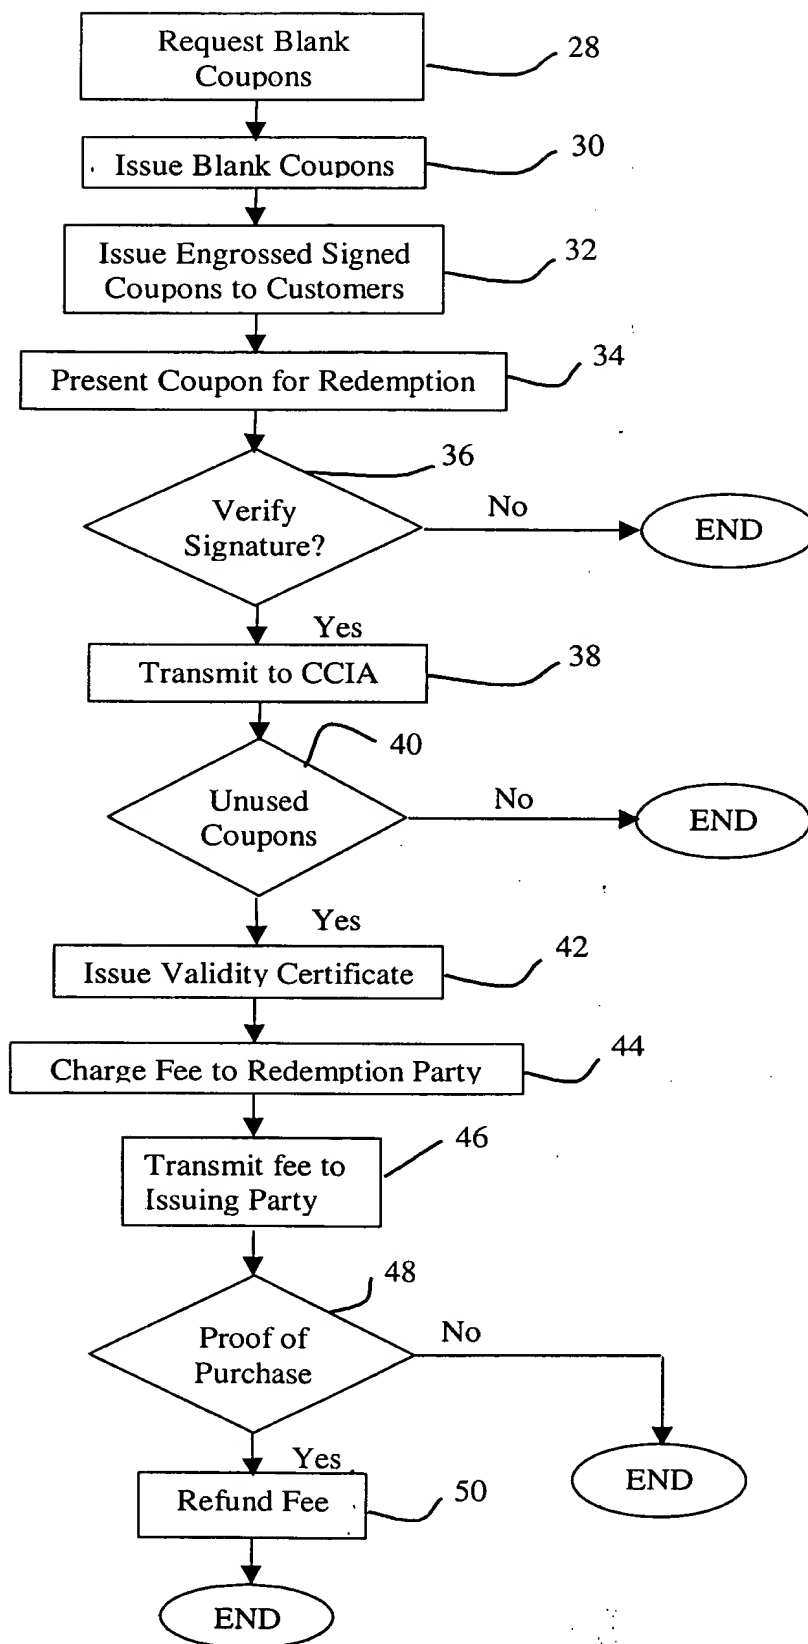 Request Blank
Coupons
28
Issue Blank Coupons
30
Issue Engrossed Signed
Coupons to Customers
32
Present Coupon for Redemption
34
36
Verify
Signature?
No
END
Yes
Transmit to CCIA
38
40
Unused
Coupons
No
END
Yes
Issue Validity Certificate
42
Charge Fee to Redemption Party
44
Transmit fee to
Issuing Party
46
48
Proof of
Purchase
No
END
Yes
Refund Fee
50
END